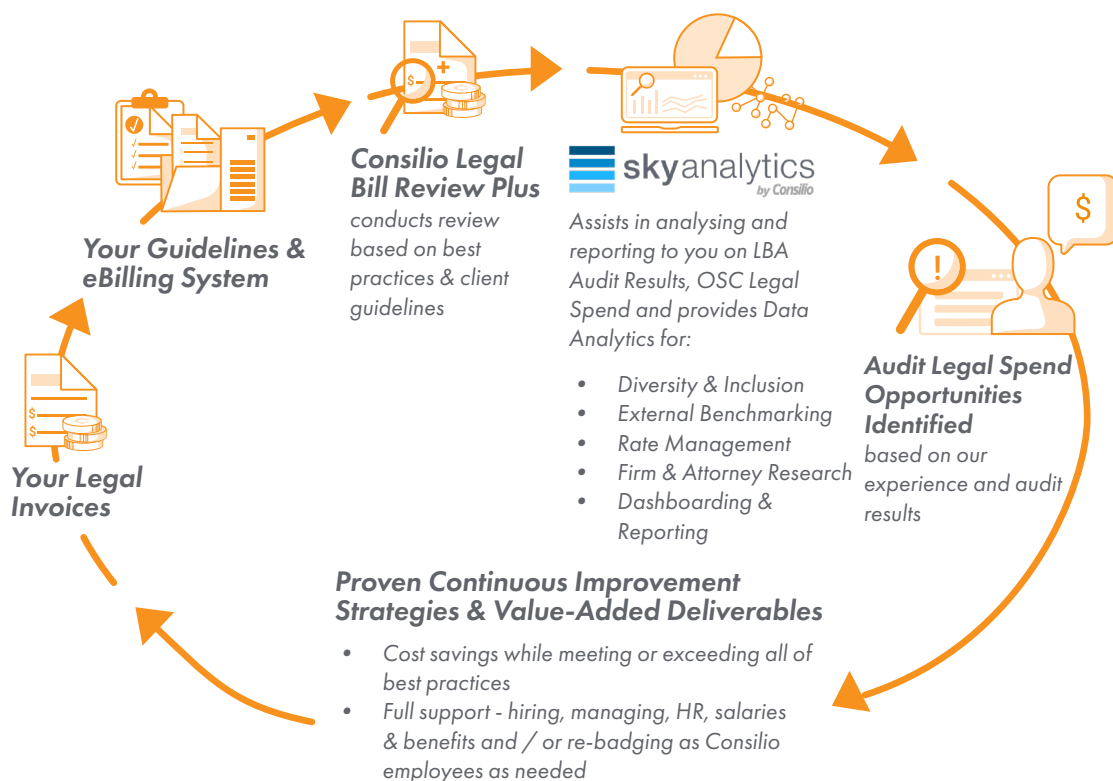 Your Legal
Invoices
Your Guidelines &
eBilling System
Consilio Legal
Bill Review Plus
conducts review
based on best
practices & client
guidelines
skyanalytics
by Consilio
Assists in analysing and
reporting to you on LBA
Audit Results, OSC Legal
Spend and provides Data
Analytics for:
• Diversity & Inclusion
• External Benchmarking
• Rate Management
• Firm & Attorney Research
• Dashboarding &
Reporting
$
!
$
$
$
Audit Legal Spend
Opportunities
Identified
based on our
experience and audit
results
Proven Continuous Improvement
Strategies & Value-Added Deliverables
• Cost savings while meeting or exceeding all of
best practices
• Full support - hiring, managing, HR, salaries
& benefits and / or re-badging as Consilio
employees as needed